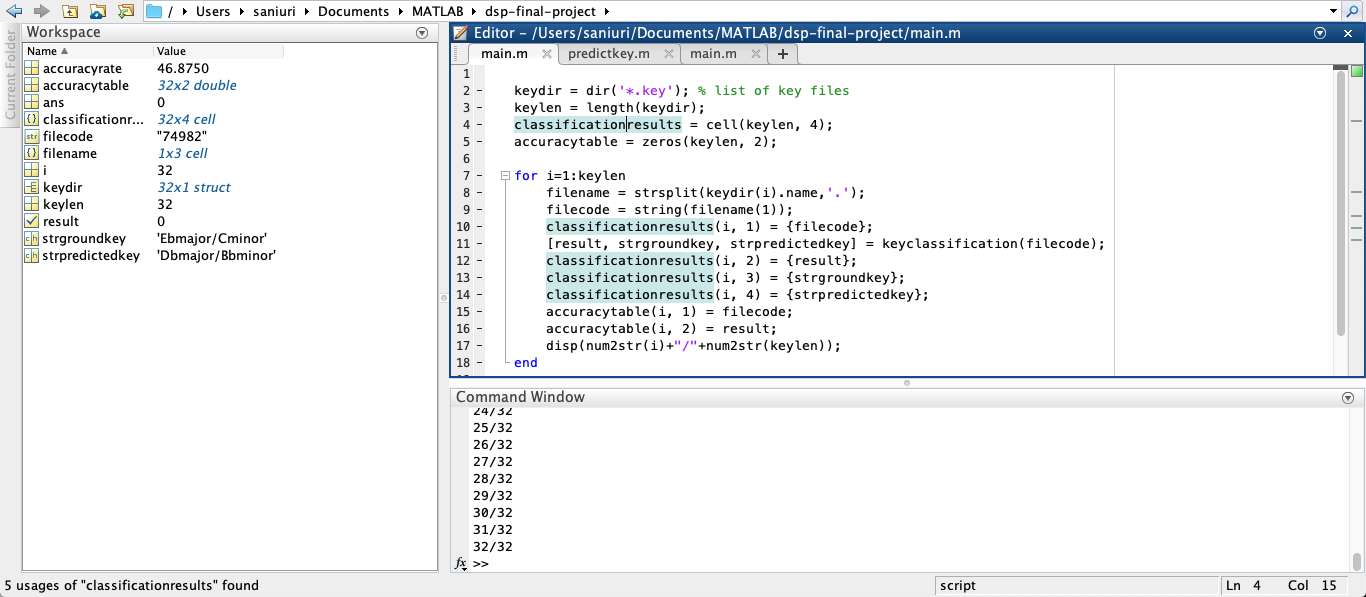 / ▸ Users ▸ saniuri ▸ Documents ▸ MATLAB ▸ dsp-final-project ▸
Current Folder
Workspace
Name ▲ Value
accuracyrate 46.8750
accuracytable 32x2 double
ans 0
classificationr... 32x4 cell
filecode "74982"
filename 1x3 cell
i 32
keydir 32x1 struct
keylen 32
result 0
strgroundkey 'Ebmajor/Cminor'
strpredictedkey 'Dbmajor/Bbminor'
Editor - /Users/saniuri/Documents/MATLAB/dsp-final-project/main.m
main.m × predictkey.m × main.m × +
1
2 - keydir = dir('*.key'); % list of key files
3 - keylen = length(keydir);
4 - classificationresults = cell(keylen, 4);
5 - accuracytable = zeros(keylen, 2);
6
7 - for i=1:keylen
8 - filename = strsplit(keydir(i).name,'.');
9 - filecode = string(filename(1));
10 - classificationresults(i, 1) = {filecode};
11 - [result, strgroundkey, strpredictedkey] = keyclassification(filecode);
12 - classificationresults(i, 2) = {result};
13 - classificationresults(i, 3) = {strgroundkey};
14 - classificationresults(i, 4) = {strpredictedkey};
15 - accuracytable(i, 1) = filecode;
16 - accuracytable(i, 2) = result;
17 - disp(num2str(i)+"/"+num2str(keylen));
18 - end
Command Window
24/32
25/32
26/32
27/32
28/32
29/32
30/32
31/32
32/32
fx >>
5 usages of "classificationresults" found
script
Ln 4 Col 15